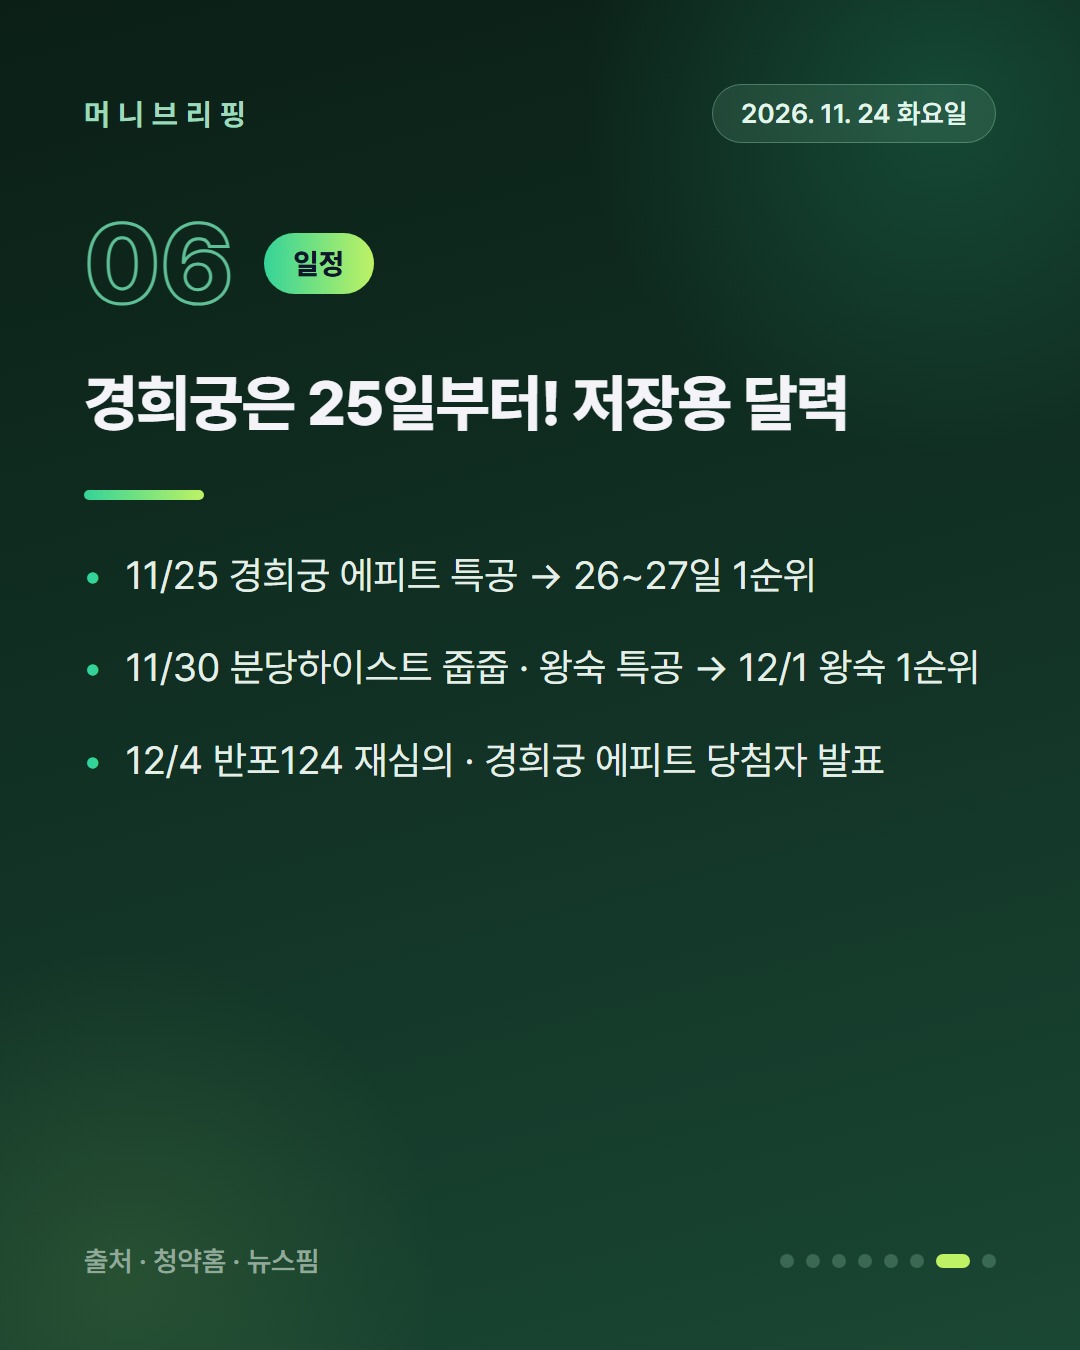 머니브리핑
2026. 11. 24 화요일
06
일정
경희궁은 25일부터! 저장용 달력
• 11/25 경희궁 에피트 특공 → 26~27일 1순위
• 11/30 분당하이스트 줍줍 · 왕숙 특공 → 12/1 왕숙 1순위
• 12/4 반포124 재심의 · 경희궁 에피트 당첨자 발표
출처 · 청약홈 · 뉴스핌